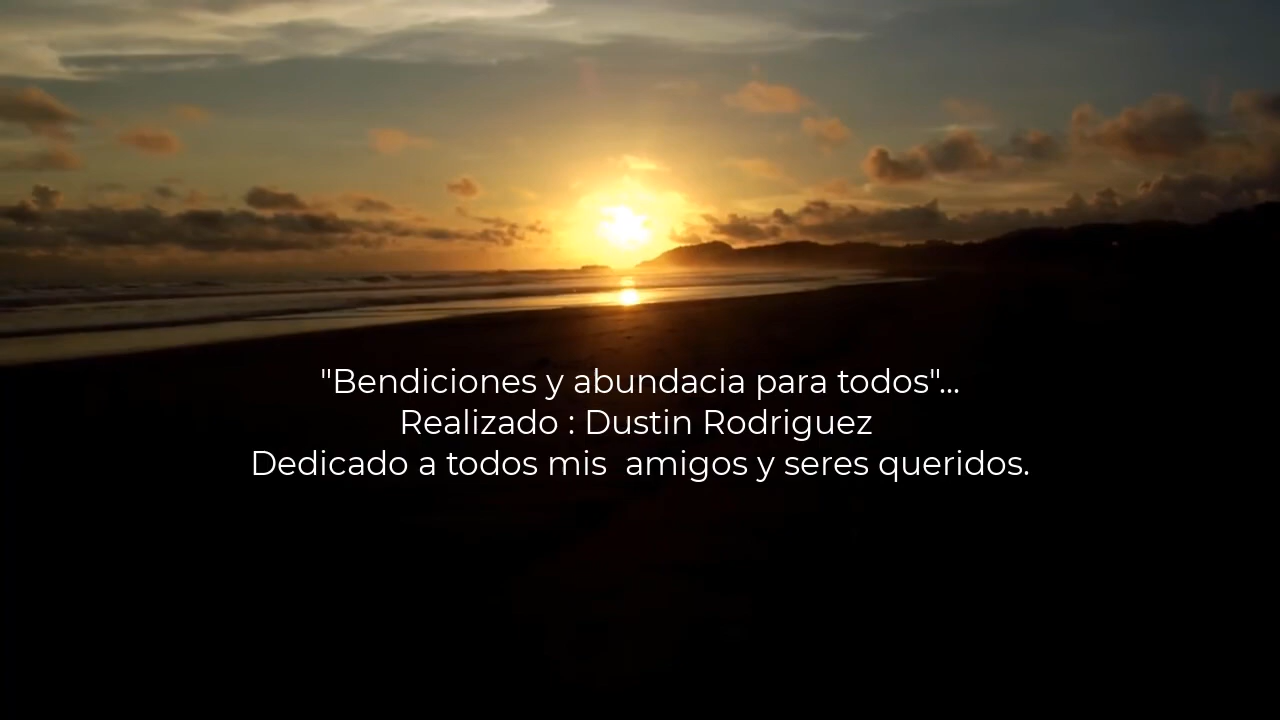 "Bendiciones y abundacia para todos"...
Realizado : Dustin Rodriguez
Dedicado a todos mis  amigos y seres queridos.